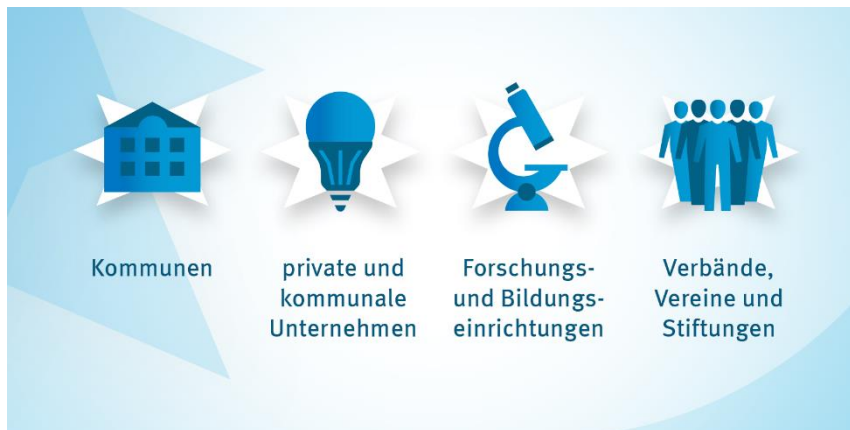 Kommunen
private und
kommunale
Unternehmen
Forschungs-
und Bildungs-
einrichtungen
Verbände,
Vereine und
Stiftungen